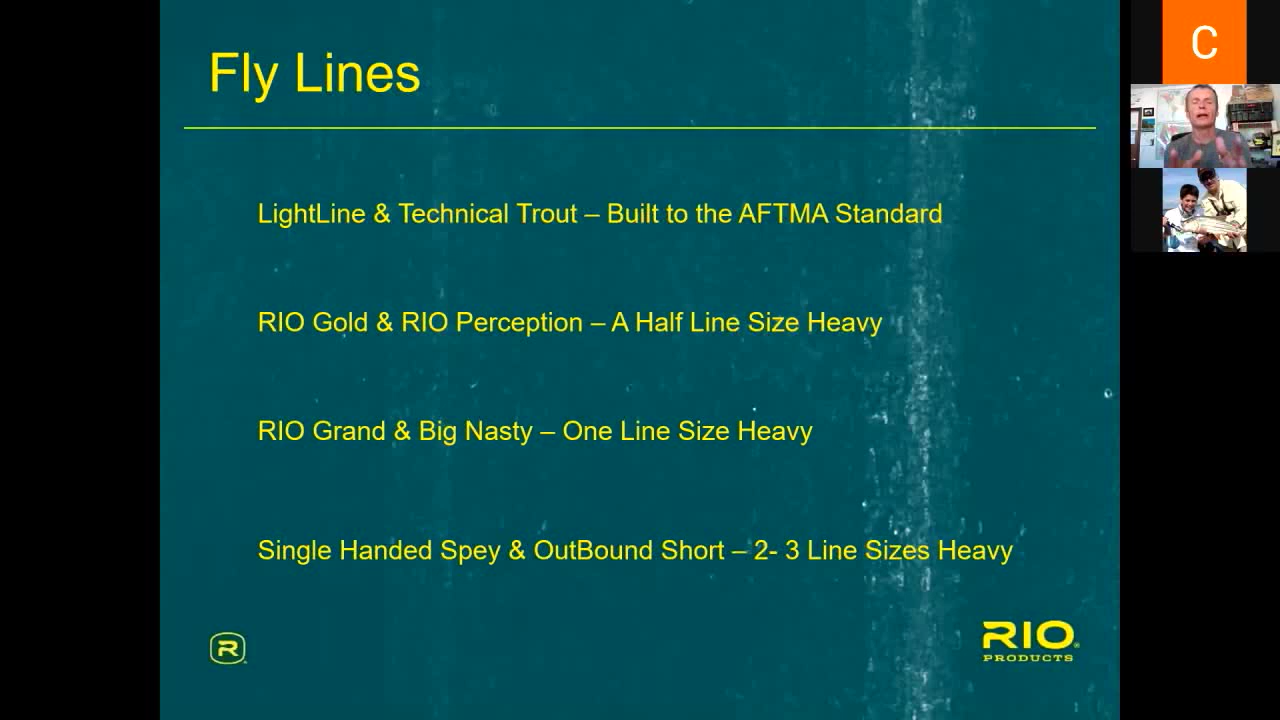 Fly Lines
LightLine & Technical Trout – Built to the AFTMA Standard
RIO Gold & RIO Perception – A Half Line Size Heavy
RIO Grand & Big Nasty – One Line Size Heavy
Single Handed Spey & OutBound Short – 2- 3 Line Sizes Heavy
R
RIO
PRODUCTS
C